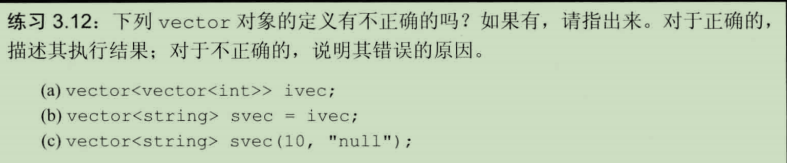 练习 3.12：下列 vector 对象的定义有不正确的吗？如果有，请指出来。对于正确的，
描述其执行结果；对于不正确的，说明其错误的原因。
(a) vector<vector<int>> ivec;
(b) vector<string> svec = ivec;
(c) vector<string> svec(10, "null");